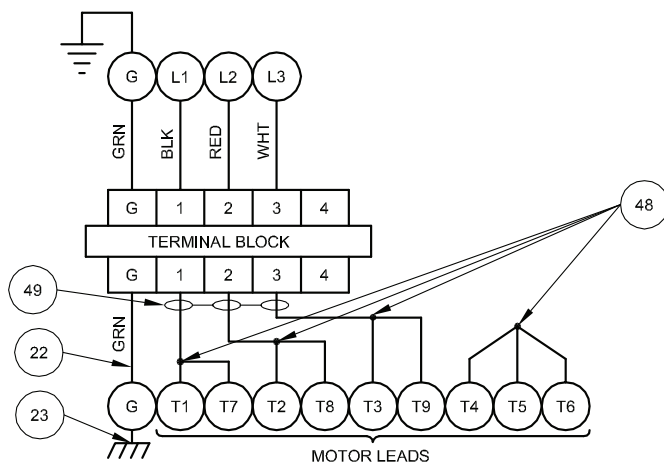 G L1 L2 L3
GRN BLK RED WHT
48
G 1 2 3 4
TERMINAL BLOCK
G 1 2 3 4
49
GRN
22
23
G T1 T7 T2 T8 T3 T9 T4 T5 T6
MOTOR LEADS